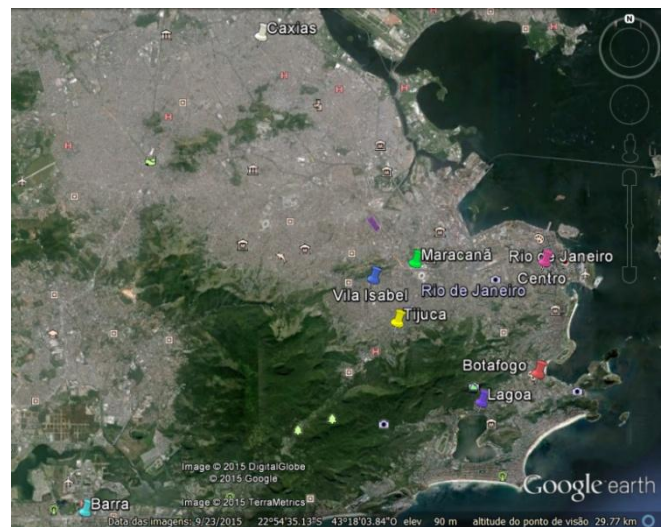 Caxias
N
Maracanã
Rio de Janeiro
Centro
Vila Isabel
Rio de Janeiro
Tijuca
Botafogo
Lagoa
Image © 2015 DigitalGlobe
© 2015 Google
Google earth
Barra
Image © 2015 TerraMetrics
Data das imagens: 9/23/2015 22°54'35.13"S 43°18'03.84"O elev 90 m altitude do ponto de visão 29.77 km